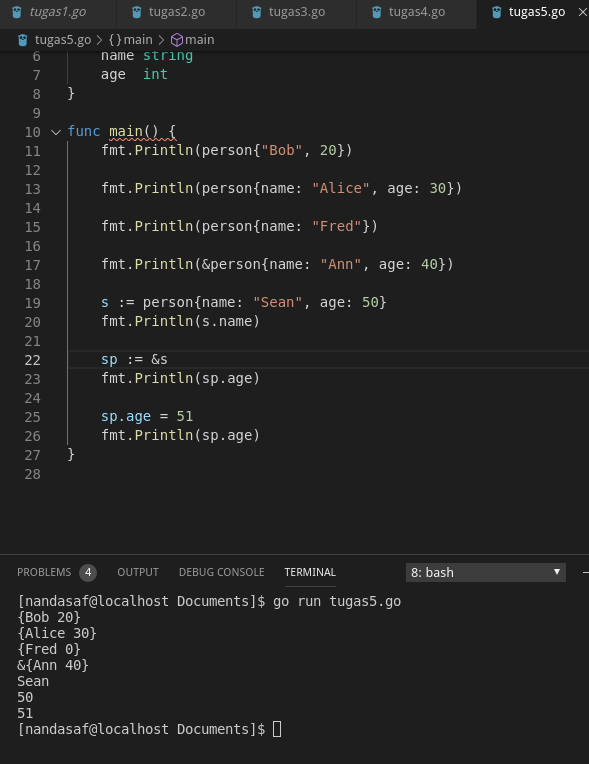 tugas1.go tugas2.go tugas3.go tugas4.go tugas5.go
tugas5.go > {} main > main
6 name string
7 age int
8 }
9
10 func main() {
11 fmt.Println(person{"Bob", 20})
12
13 fmt.Println(person{name: "Alice", age: 30})
14
15 fmt.Println(person{name: "Fred"})
16
17 fmt.Println(&person{name: "Ann", age: 40})
18
19 s := person{name: "Sean", age: 50}
20 fmt.Println(s.name)
21
22 sp := &s
23 fmt.Println(sp.age)
24
25 sp.age = 51
26 fmt.Println(sp.age)
27 }
28
PROBLEMS 4 OUTPUT DEBUG CONSOLE TERMINAL 8: bash
[nandasaf@localhost Documents]$ go run tugas5.go
{Bob 20}
{Alice 30}
{Fred 0}
&{Ann 40}
Sean
50
51
[nandasaf@localhost Documents]$